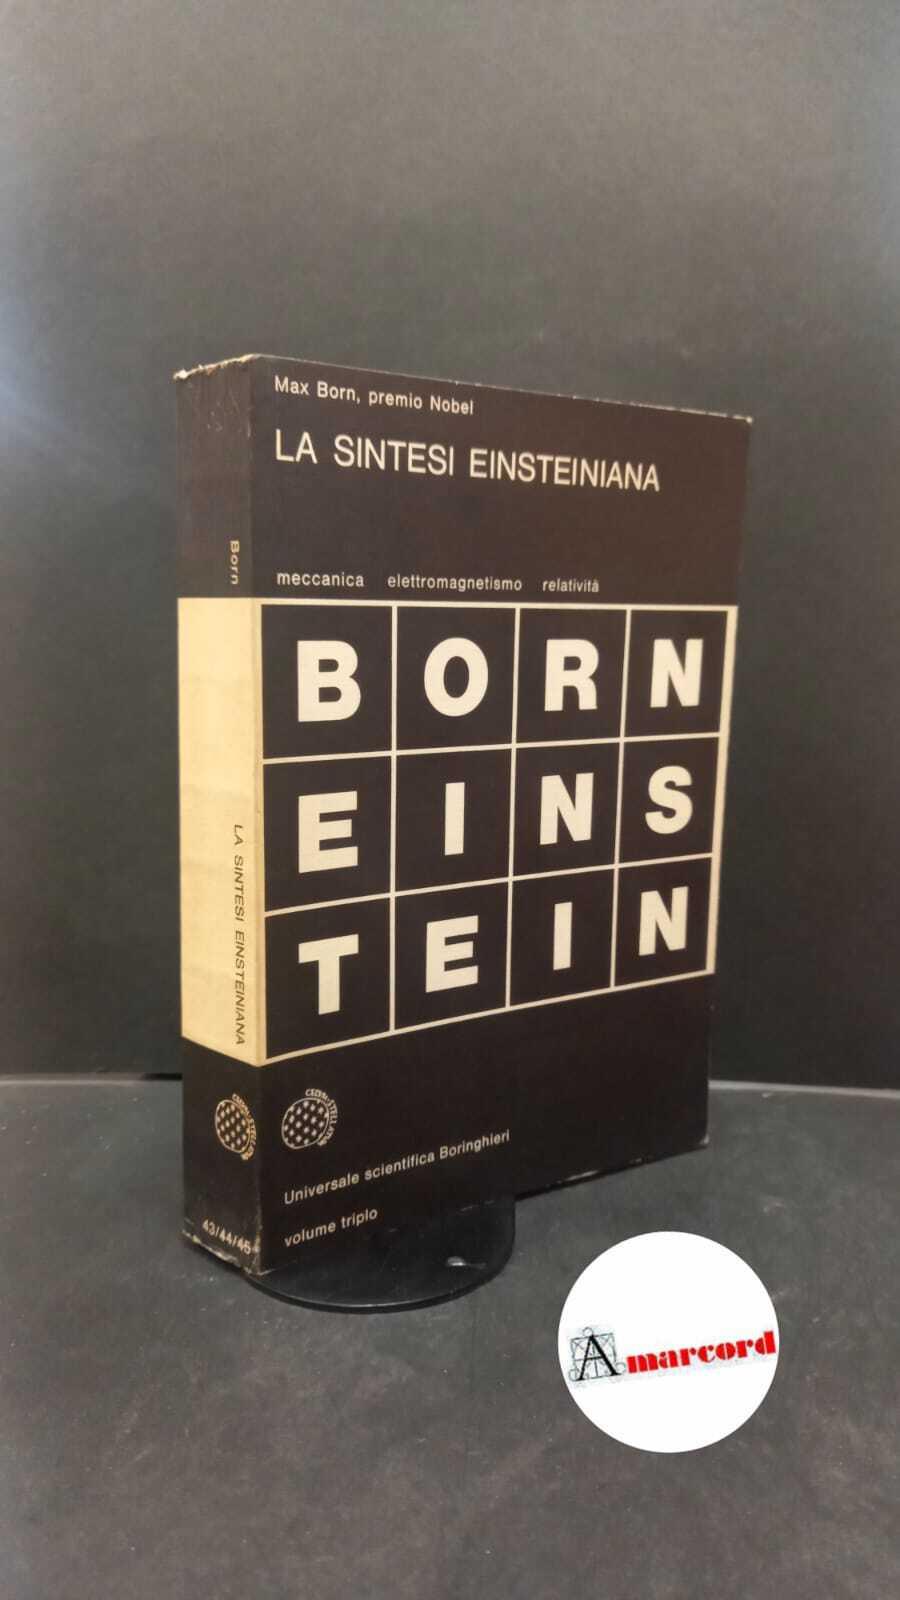 Max Born, premio Nobel
LA SINTESI EINSTEINIANA
meccanica elettromagnetismo relatività
BORN
EINS
TEIN
Universale scientifica Boringhieri
volume triplo
Born
LA SINTESI EINSTEINIANA
43/44/45
Amarcord